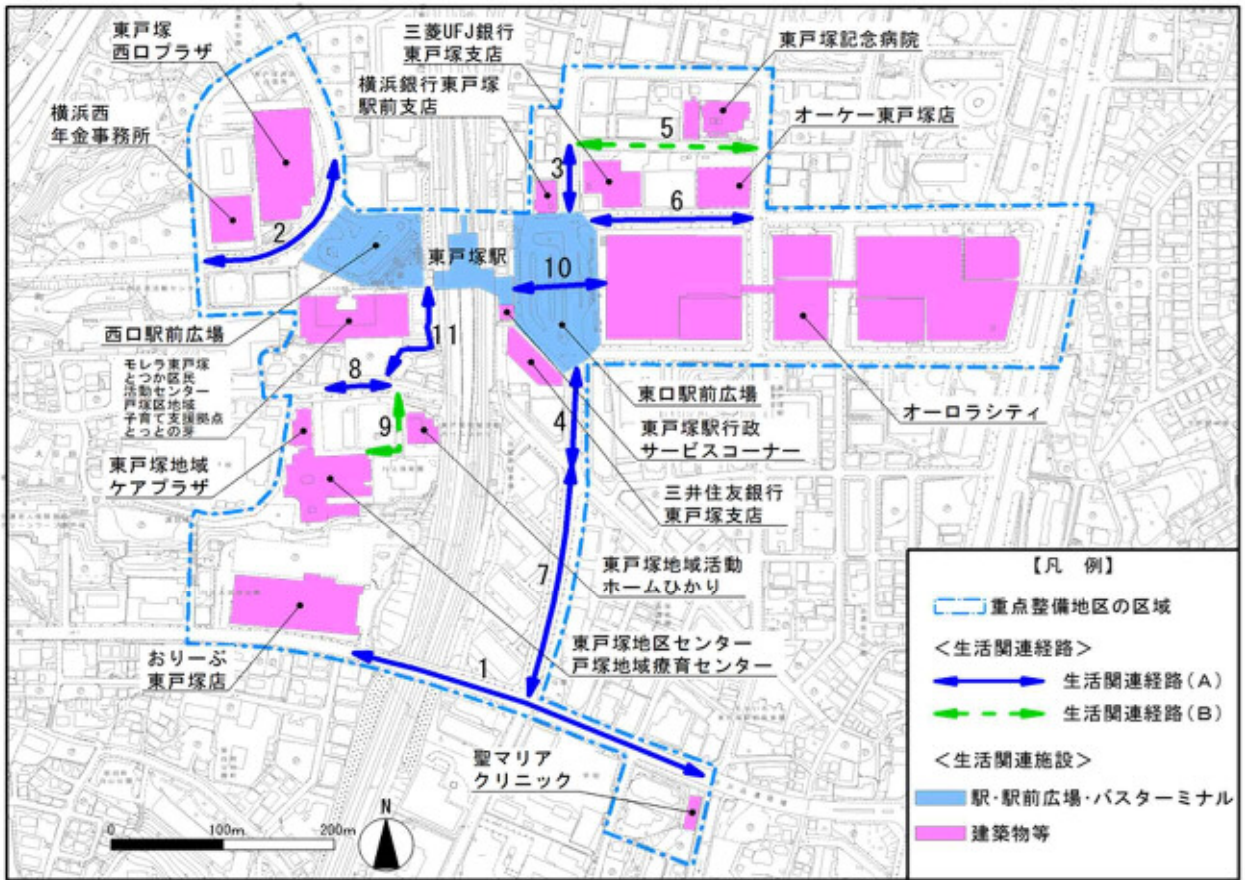 東戸塚
西口プラザ
横浜西
年金事務所
三菱UFJ銀行
東戸塚支店
横浜銀行東戸塚
駅前支店
東戸塚記念病院
オーケー東戸塚店
5
3
6
2
東戸塚駅
10
西口駅前広場
11
モレラ東戸塚
とつか区民
活動センター
戸塚区地域
子育て支援拠点
とっとの芽
8
9
4
東口駅前広場
オーロラシティ
東戸塚駅行政
サービスコーナー
東戸塚地域
ケアプラザ
三井住友銀行
東戸塚支店
7
東戸塚地域活動
ホームひかり
東戸塚地区センター
戸塚地域療育センター
おりーぶ
東戸塚店
1
聖マリア
クリニック
N
0 100m 200m
【凡 例】
重点整備地区の区域
<生活関連経路>
生活関連経路(A)
生活関連経路(B)
<生活関連施設>
駅・駅前広場・バスターミナル
建築物等